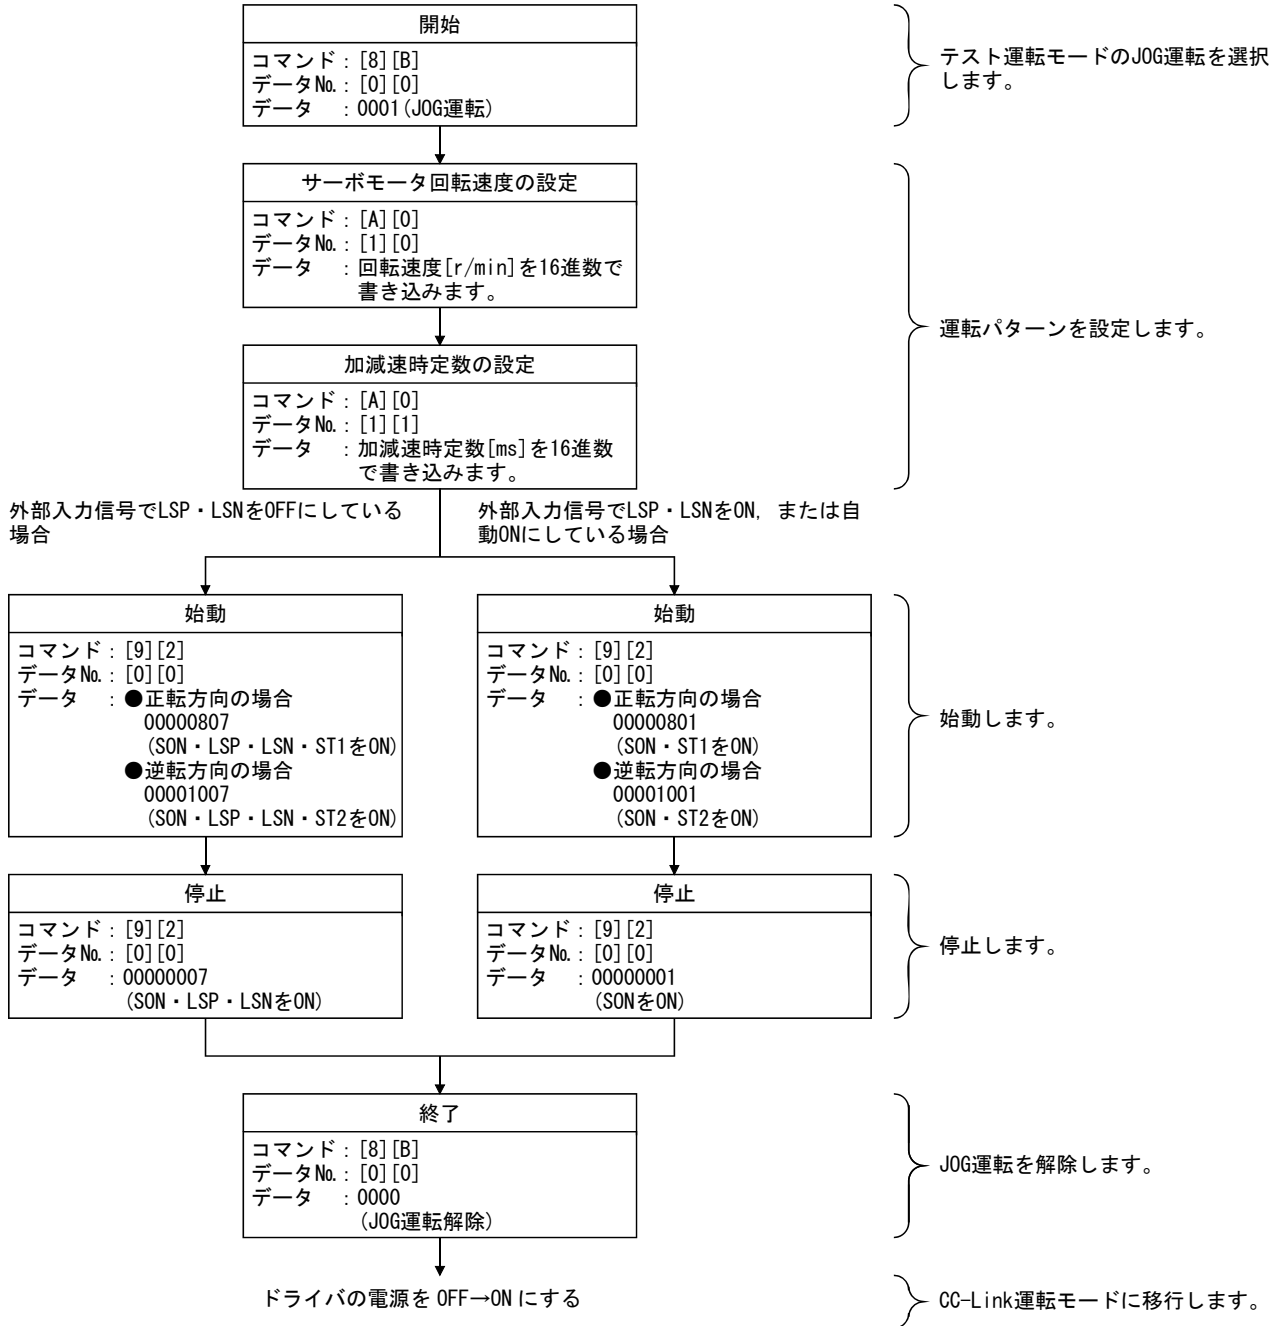 開始
コマンド：[8][B]
データNo.：[0][0]
データ　：0001(JOG運転)
テスト運転モードのJOG運転を選択
します。
サーボモータ回転速度の設定
コマンド：[A][0]
データNo.：[1][0]
データ　：回転速度[r/min]を16進数で
書き込みます。
加減速時定数の設定
コマンド：[A][0]
データNo.：[1][1]
データ　：加減速時定数[ms]を16進数
で書き込みます。
運転パターンを設定します。
外部入力信号でLSP・LSNをOFFにしている
場合
外部入力信号でLSP・LSNをON, または自
動ONにしている場合
始動
コマンド：[9][2]
データNo.：[0][0]
データ　：●正転方向の場合
00000807
(SON・LSP・LSN・ST1をON)
●逆転方向の場合
00001007
(SON・LSP・LSN・ST2をON)
始動
コマンド：[9][2]
データNo.：[0][0]
データ　：●正転方向の場合
00000801
(SON・ST1をON)
●逆転方向の場合
00001001
(SON・ST2をON)
始動します。
停止
コマンド：[9][2]
データNo.：[0][0]
データ　：00000007
(SON・LSP・LSNをON)
停止
コマンド：[9][2]
データNo.：[0][0]
データ　：00000001
(SONをON)
停止します。
終了
コマンド：[8][B]
データNo.：[0][0]
データ　：0000
(JOG運転解除)
JOG運転を解除します。
ドライバの電源を OFF→ON にする
CC-Link運転モードに移行します。